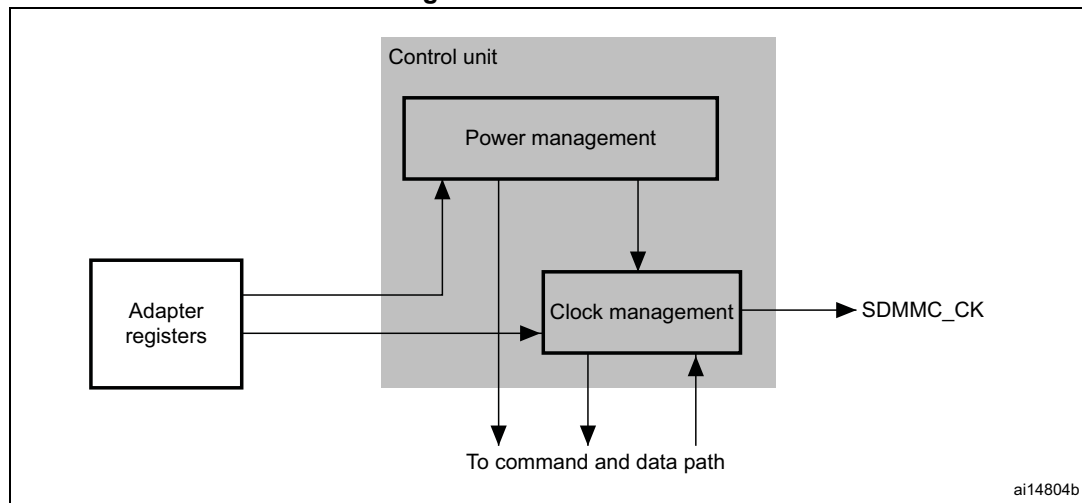 Control unit
Power management
Adapter
registers
Clock management
SDMMC_CK
To command and data path
ai14804b